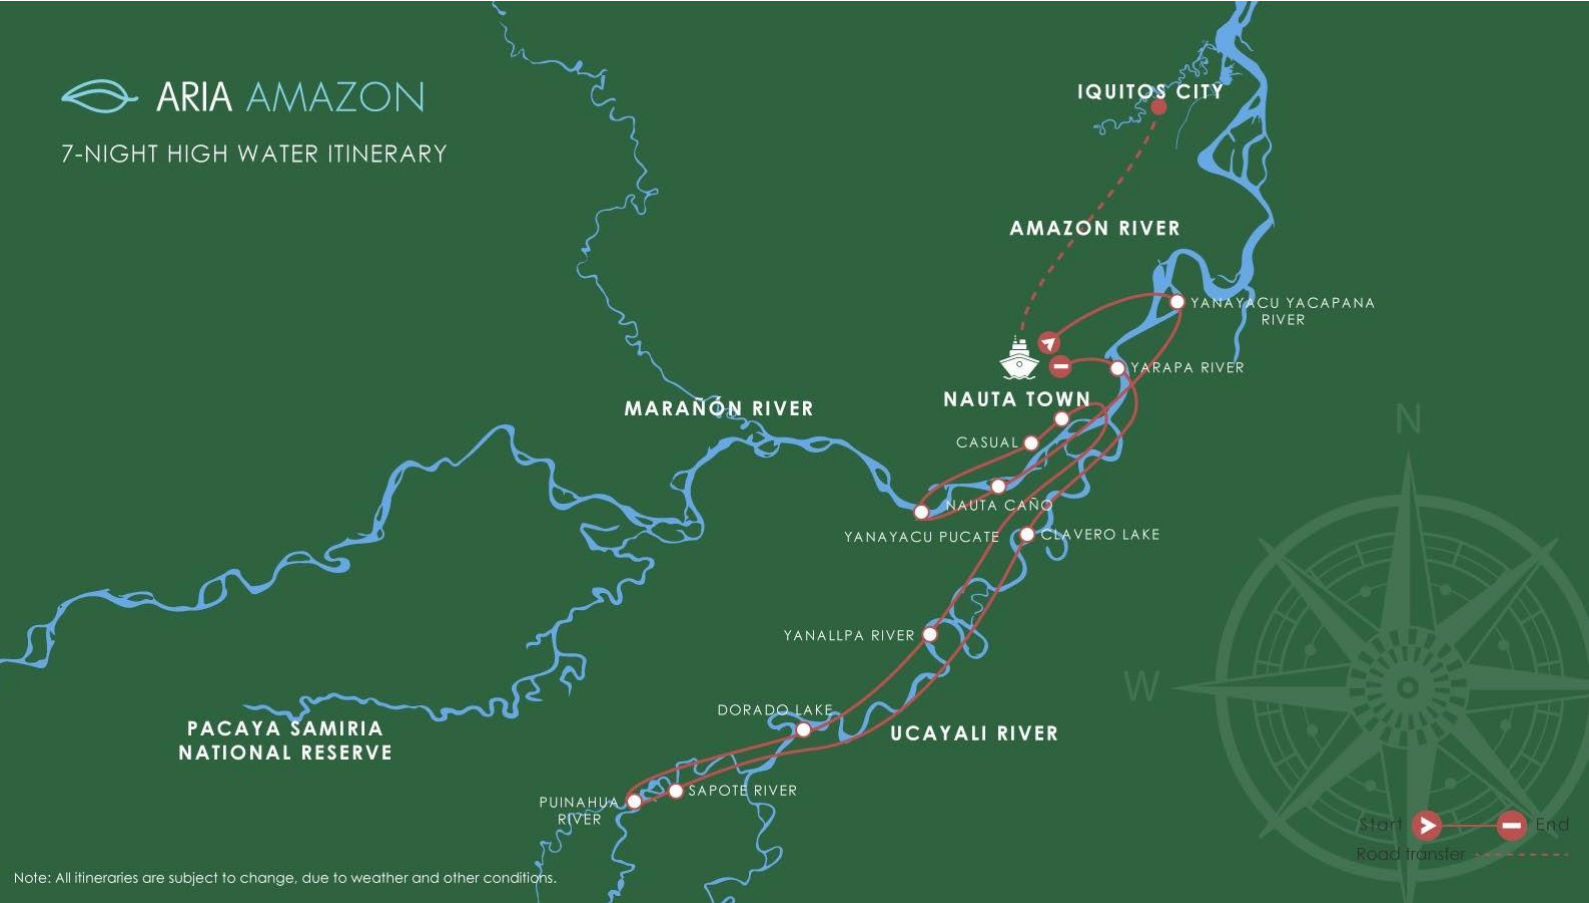 ARIA AMAZON
7-NIGHT HIGH WATER ITINERARY
IQUITOS CITY
AMAZON RIVER
YANAYACU YACAPANA
RIVER
YARAPA RIVER
NAUTA TOWN
MARAÑÓN RIVER
CASUAL
NAUTA CAÑO
YANAYACU PUCATE
CLAVERO LAKE
YANALLPA RIVER
DORADO LAKE
UCAYALI RIVER
PACAYA SAMIRIA
NATIONAL RESERVE
SAPOTE RIVER
PUINAHUA
RIVER
N
W
Start
End
Road transfer
Note: All itineraries are subject to change, due to weather and other conditions.